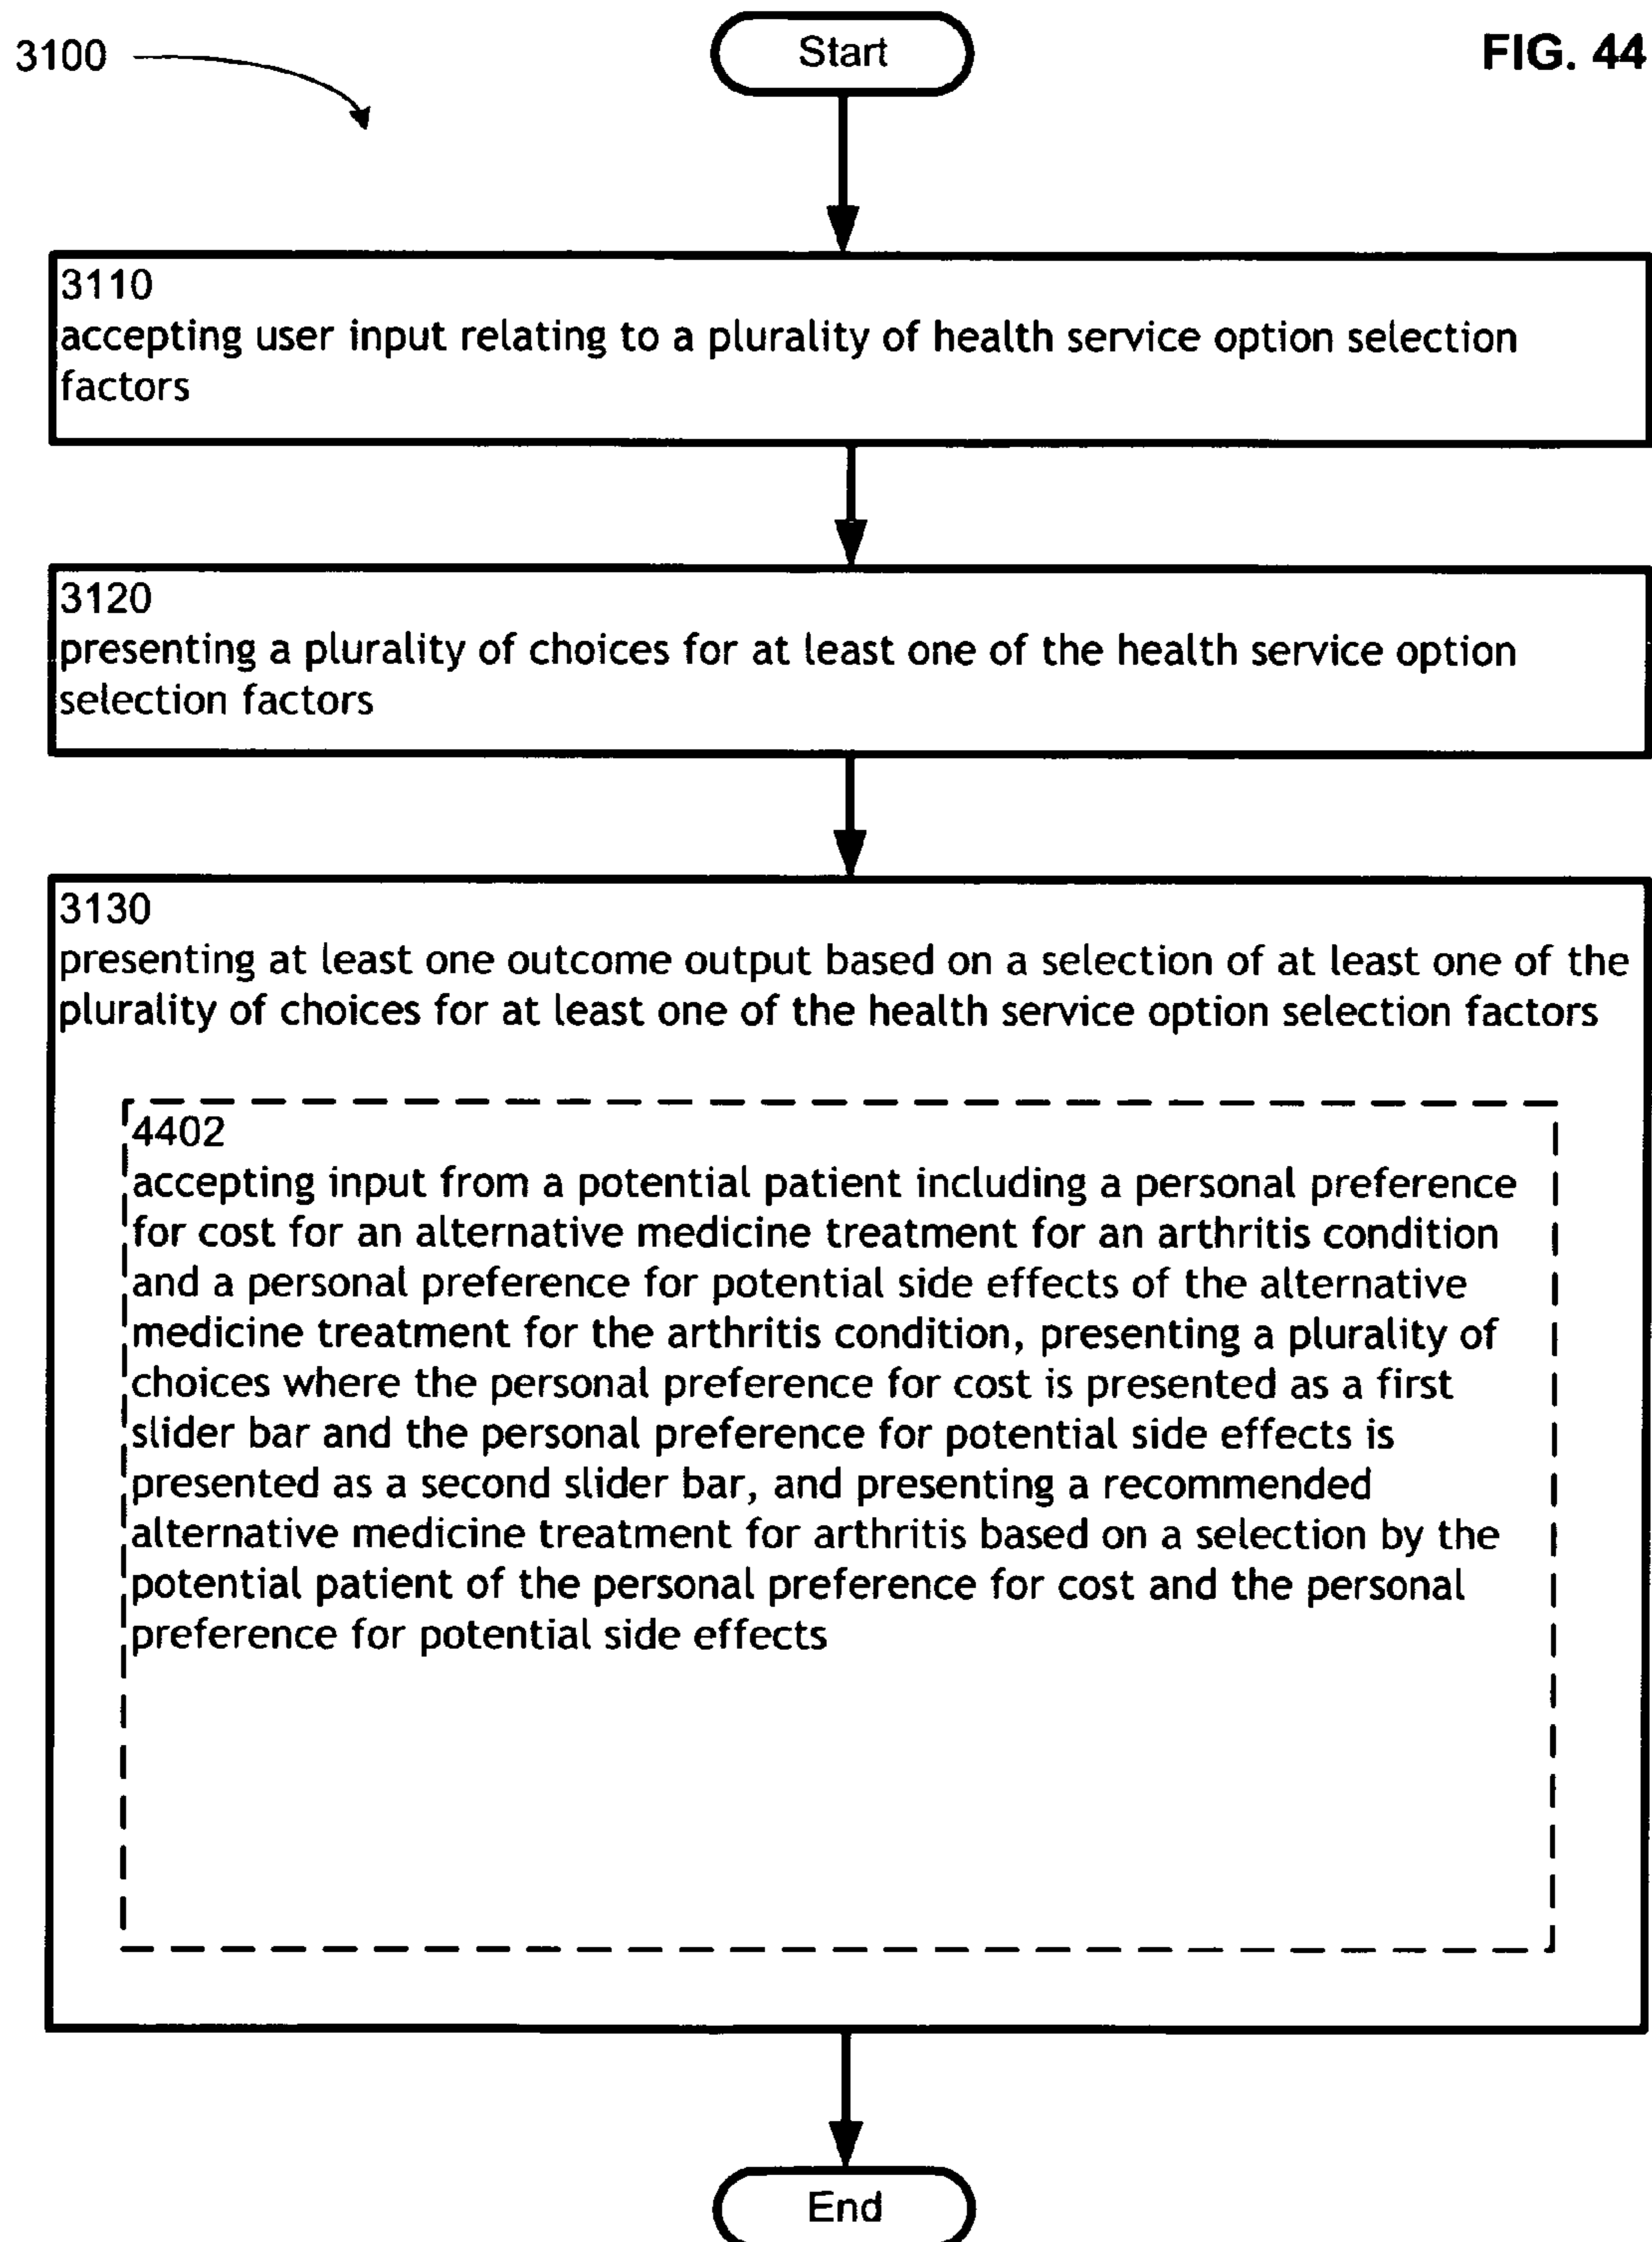 3100
Start
FIG. 44
3110
accepting user input relating to a plurality of health service option selection
factors
3120
presenting a plurality of choices for at least one of the health service option
selection factors
3130
presenting at least one outcome output based on a selection of at least one of the
plurality of choices for at least one of the health service option selection factors
4402
accepting input from a potential patient including a personal preference
for cost for an alternative medicine treatment for an arthritis condition
and a personal preference for potential side effects of the alternative
medicine treatment for the arthritis condition, presenting a plurality of
choices where the personal preference for cost is presented as a first
slider bar and the personal preference for potential side effects is
presented as a second slider bar, and presenting a recommended
alternative medicine treatment for arthritis based on a selection by the
potential patient of the personal preference for cost and the personal
preference for potential side effects
End